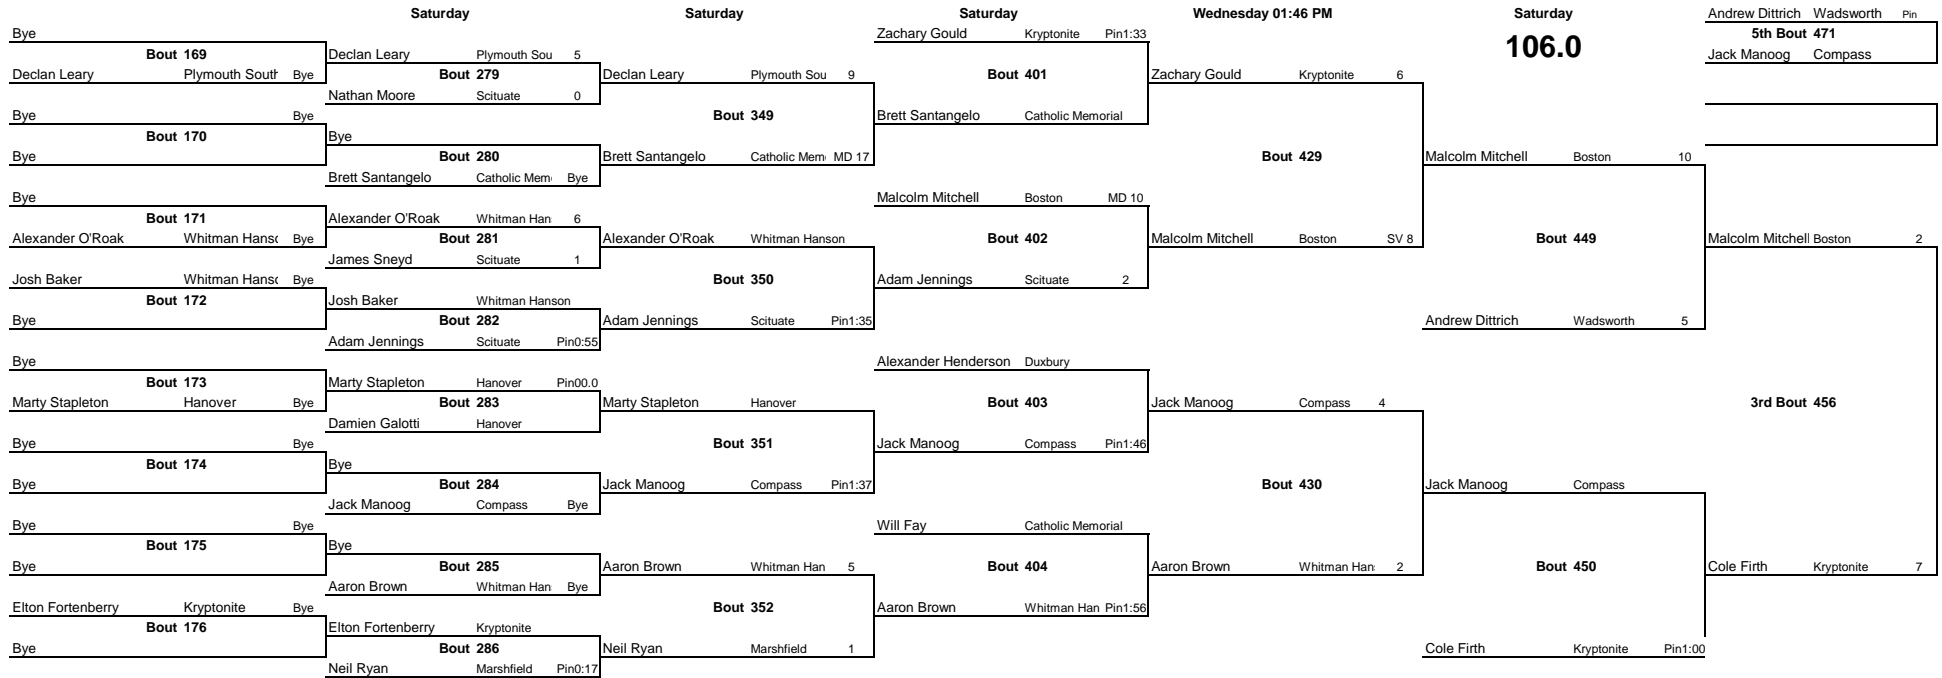 Saturday Saturday Saturday Wednesday 01:46 PM Saturday Andrew Dittrich Wadsworth Pin
Bye Zachary Gould Kryptonite Pin1:33 5th Bout 471
106.0
Bout 169 Declan Leary Plymouth Sou 5 Jack Manoog Compass
Declan Leary Plymouth South Bye Bout 279 Declan Leary Plymouth Sou 9 Bout 401 Zachary Gould Kryptonite 6
Nathan Moore Scituate 0
Bye Bye Bout 349 Brett Santangelo Catholic Memorial
Bout 170 Bye
Bye Bout 280 Brett Santangelo Catholic Mem MD 17 Bout 429 Malcolm Mitchell Boston 10
Brett Santangelo Catholic Mem Bye
Bye Malcolm Mitchell Boston MD 10
Bout 171 Alexander O'Roak Whitman Han 6
Alexander O'Roak Whitman Hans Bye Bout 281 Alexander O'Roak Whitman Hanson Bout 402 Malcolm Mitchell Boston SV 8 Bout 449 Malcolm Mitchell Boston 2
James Sneyd Scituate 1
Josh Baker Whitman Hans Bye Bout 350 Adam Jennings Scituate 2
Bout 172 Josh Baker Whitman Hanson
Bye Bout 282 Adam Jennings Scituate Pin1:35 Andrew Dittrich Wadsworth 5
Adam Jennings Scituate Pin0:55
Bye Alexander Henderson Duxbury
Bout 173 Marty Stapleton Hanover Pin00.0
Marty Stapleton Hanover Bye Bout 283 Marty Stapleton Hanover Bout 403 Jack Manoog Compass 4 3rd Bout 456
Damien Galotti Hanover
Bye Bye Bout 351 Jack Manoog Compass Pin1:46
Bout 174 Bye
Bye Bout 284 Jack Manoog Compass Pin1:37 Bout 430 Jack Manoog Compass
Jack Manoog Compass Bye
Bye Bye Will Fay Catholic Memorial
Bout 175 Bye
Bye Bout 285 Aaron Brown Whitman Han 5 Bout 404 Aaron Brown Whitman Han 2 Bout 450 Cole Firth Kryptonite 7
Aaron Brown Whitman Han Bye
Elton Fortenberry Kryptonite Bye Bout 352 Aaron Brown Whitman Han Pin1:56
Bout 176 Elton Fortenberry Kryptonite
Bye Bout 286 Neil Ryan Marshfield 1 Cole Firth Kryptonite Pin1:00
Neil Ryan Marshfield Pin0:17